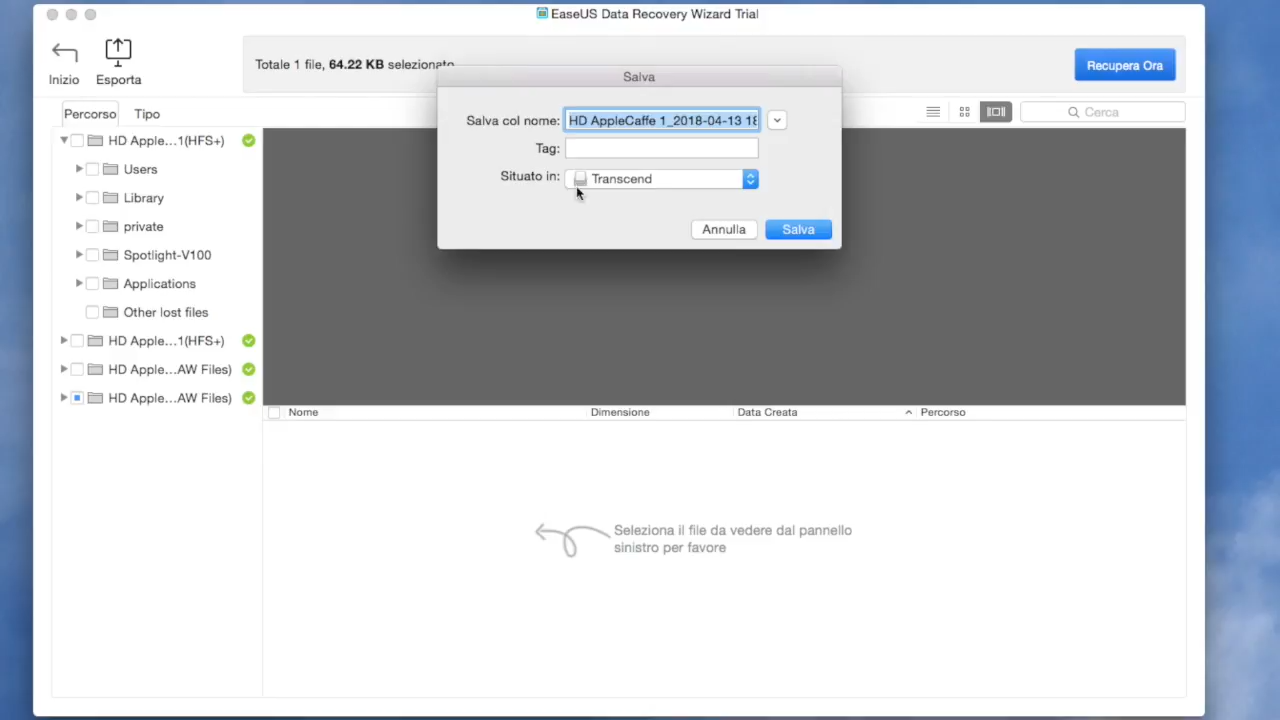 EaseUS Data Recovery Wizard Trial
Inizio
Esporta
Totale 1 file, 64.22 KB selezionato
Recupera Ora
Salva
Salva col nome:
HD AppleCaffe 1_2018-04-13 18
Tag:
Situato in:
Transcend
Annulla
Salva
Percorso
Tipo
Cerca
HD Apple...1(HFS+)
Users
Library
private
Spotlight-V100
Applications
Other lost files
HD Apple...1(HFS+)
HD Apple...AW Files)
HD Apple...AW Files)
Nome
Dimensione
Data Creata
Percorso
Seleziona il file da vedere dal pannello
sinistro per favore